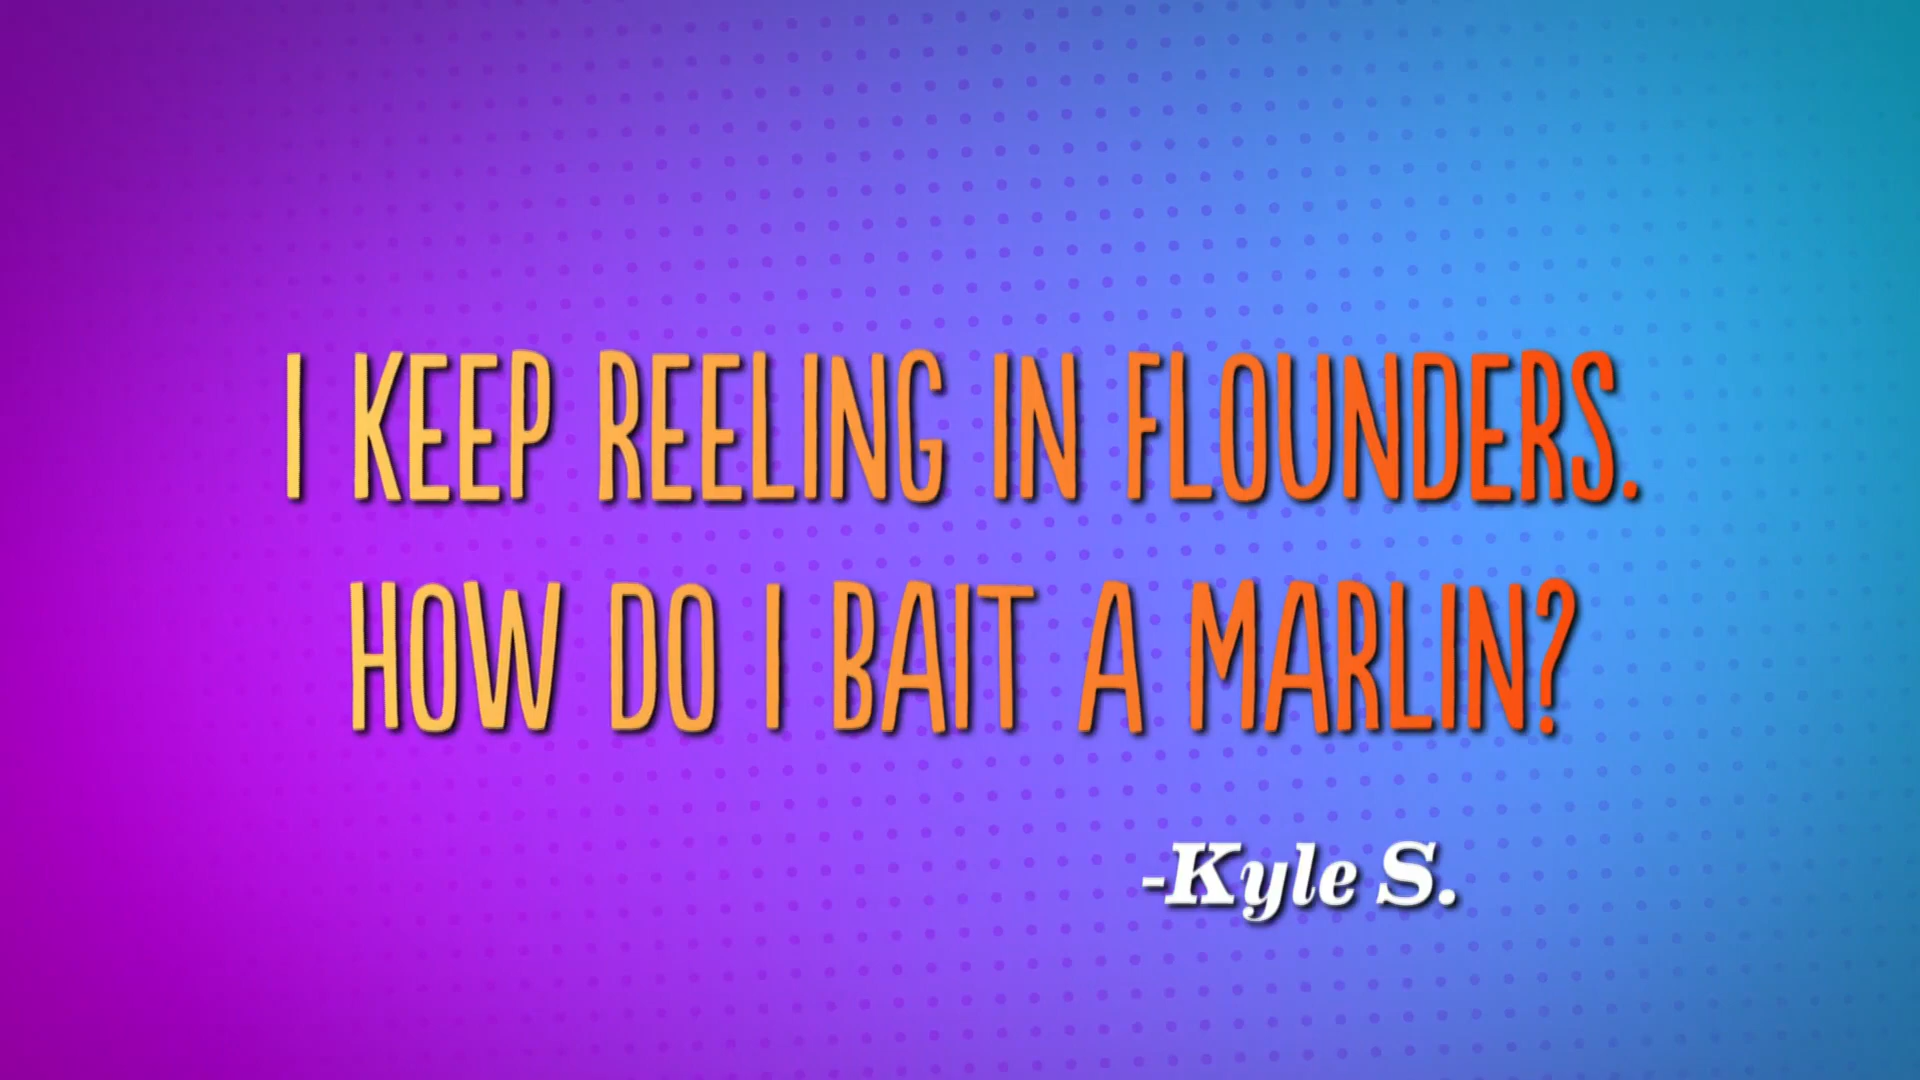 I KEEP REELING IN FLOUNDERS.
HOW DO I BAIT A MARLIN?
-Kyle S.